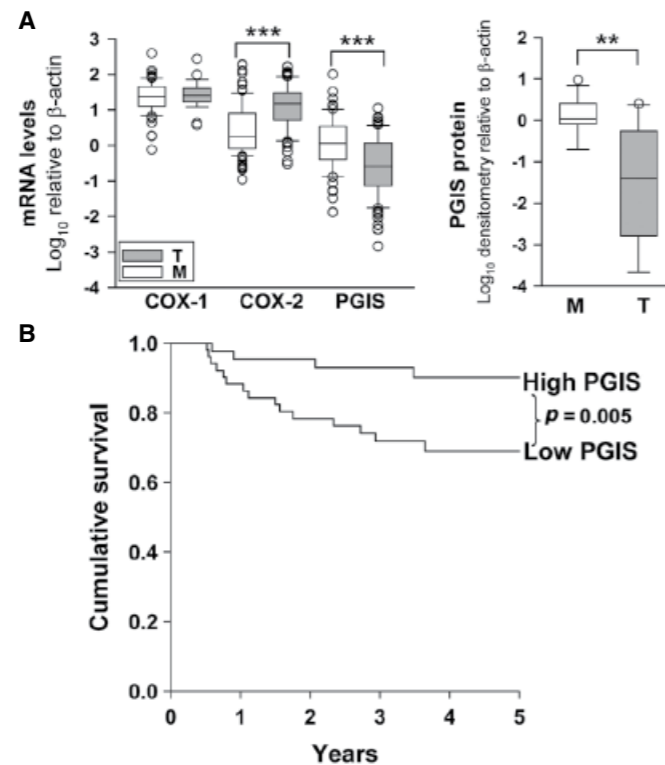 A
mRNA levels
Log10 relative to β-actin
3
2
1
0
-1
-2
-3
-4
***
***
T
M
COX-1
COX-2
PGIS
PGIS protein
Log10 densitometry relative to β-actin
2
1
0
-1
-2
-3
-4
**
M
T
B
Cumulative survival
1.0
0.8
0.6
0.4
0.2
0.0
High PGIS
p = 0.005
Low PGIS
0
1
2
3
4
5
Years